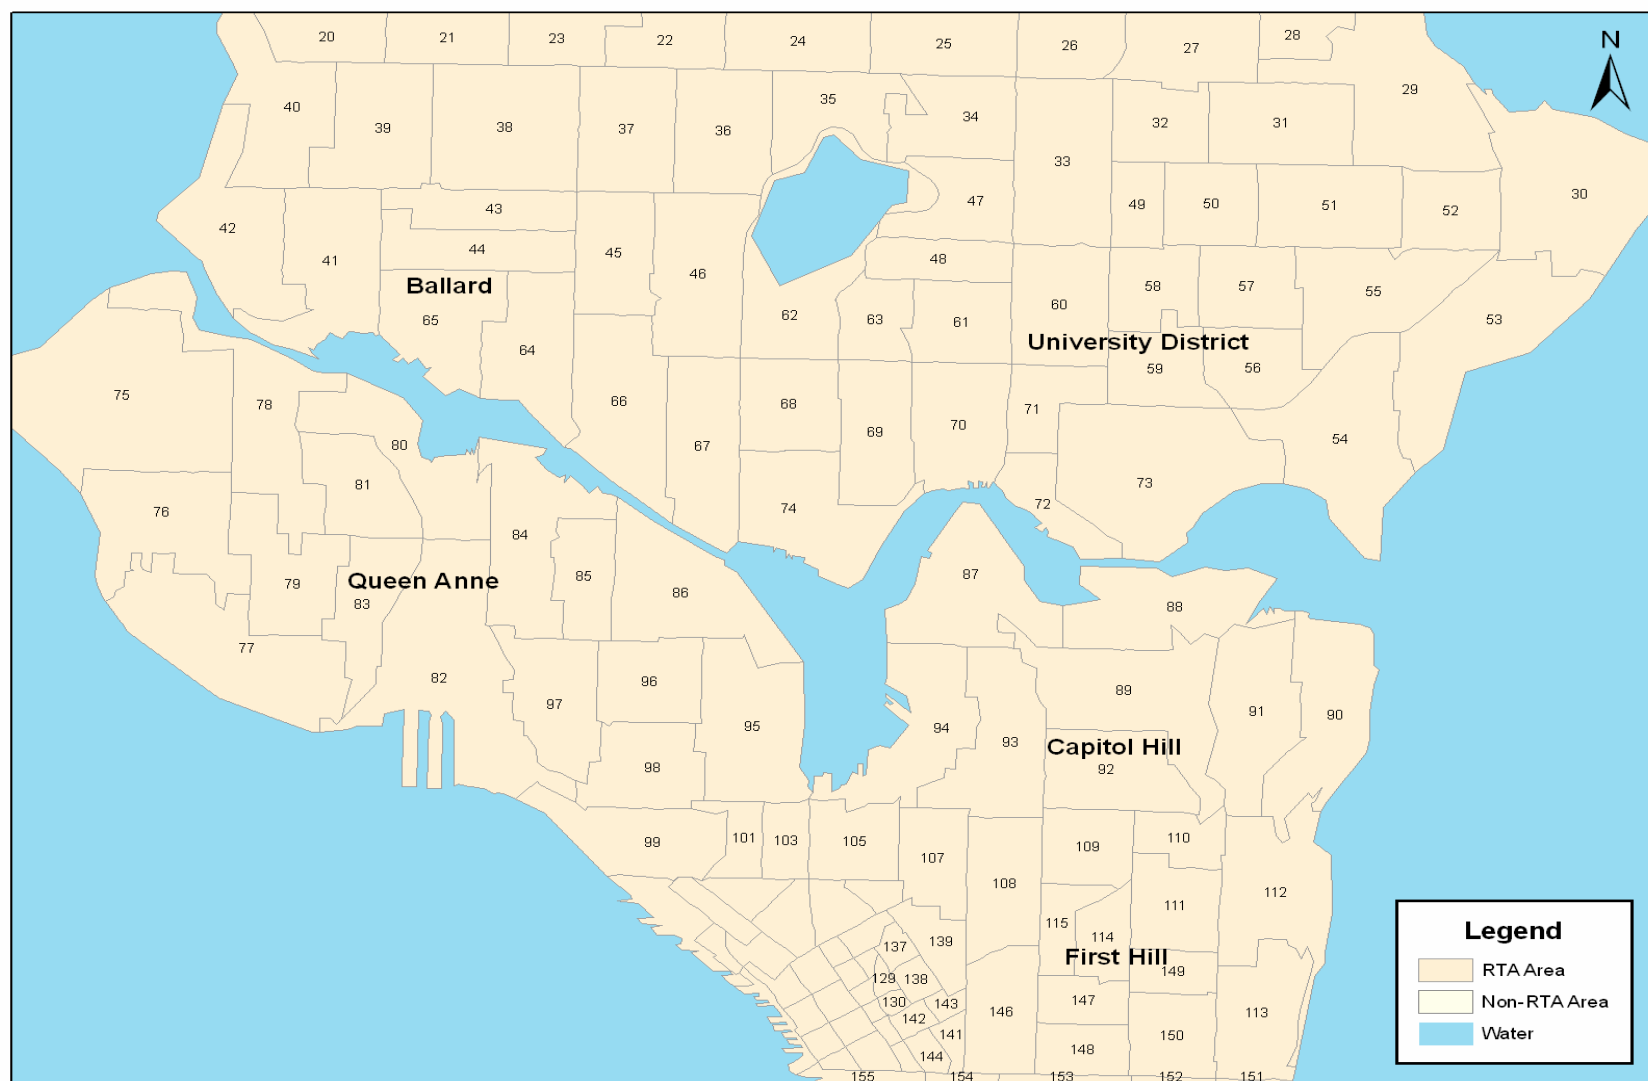 20 21 23 22 24 25 26 27 28
N
29
40 39 38 37 36 35 34 33 32 31
30
42 41 43 44 45 46 47 48 49 50 51 52
Ballard
65 64 62 63 61 60 58 57 55 53
University District
59 56
75 78 80 81 66 67 68 69 70 71 54
76 84 74 72 73
79 83 85 86 87 88
Queen Anne
77 82 97 96 95 94 93 89 91 90
Capitol Hill
98 92
99 101 103 105 107 108 109 110
112
111
115 114
137 139
First Hill
129 138 149
130 143 146 147 113
142 141 150
144 148
155 154 153 152 151
Legend
RTA Area
Non-RTA Area
Water